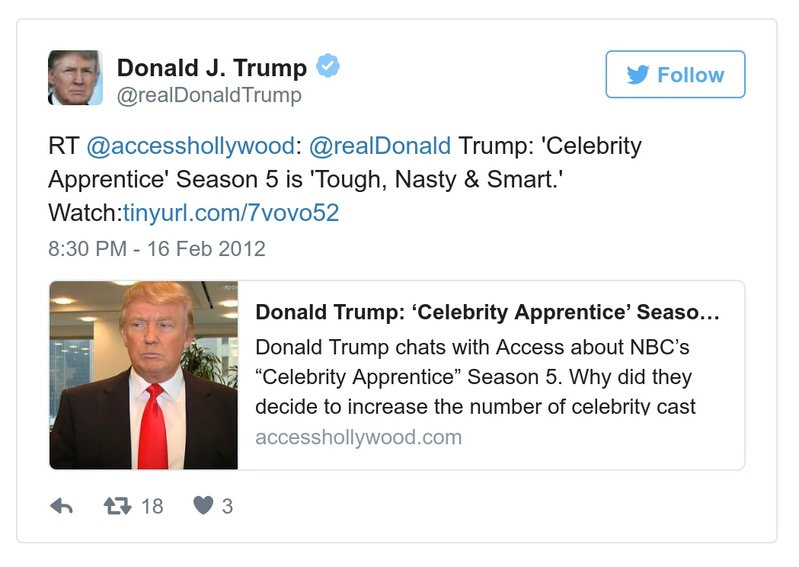 Donald J. Trump
@realDonaldTrump
Follow
RT @accesshollywood: @realDonald Trump: 'Celebrity
Apprentice' Season 5 is 'Tough, Nasty & Smart.'
Watch:tinyurl.com/7vovo52
8:30 PM - 16 Feb 2012
Donald Trump: ‘Celebrity Apprentice’ Seaso…
Donald Trump chats with Access about NBC’s
“Celebrity Apprentice” Season 5. Why did they
decide to increase the number of celebrity cast
accesshollywood.com
18
3